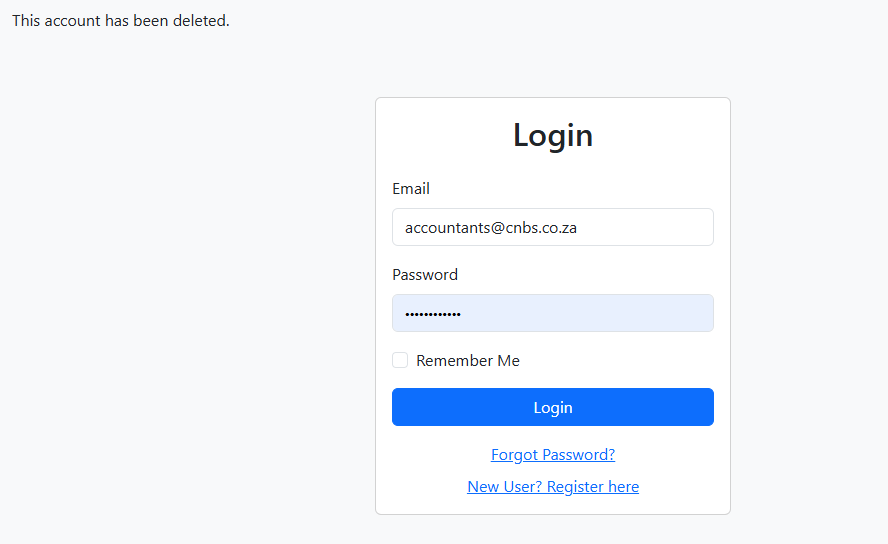 This account has been deleted.
Login
Email
accountants@cnbs.co.za
Password
••••••••••••
Remember Me
Login
Forgot Password?
New User? Register here